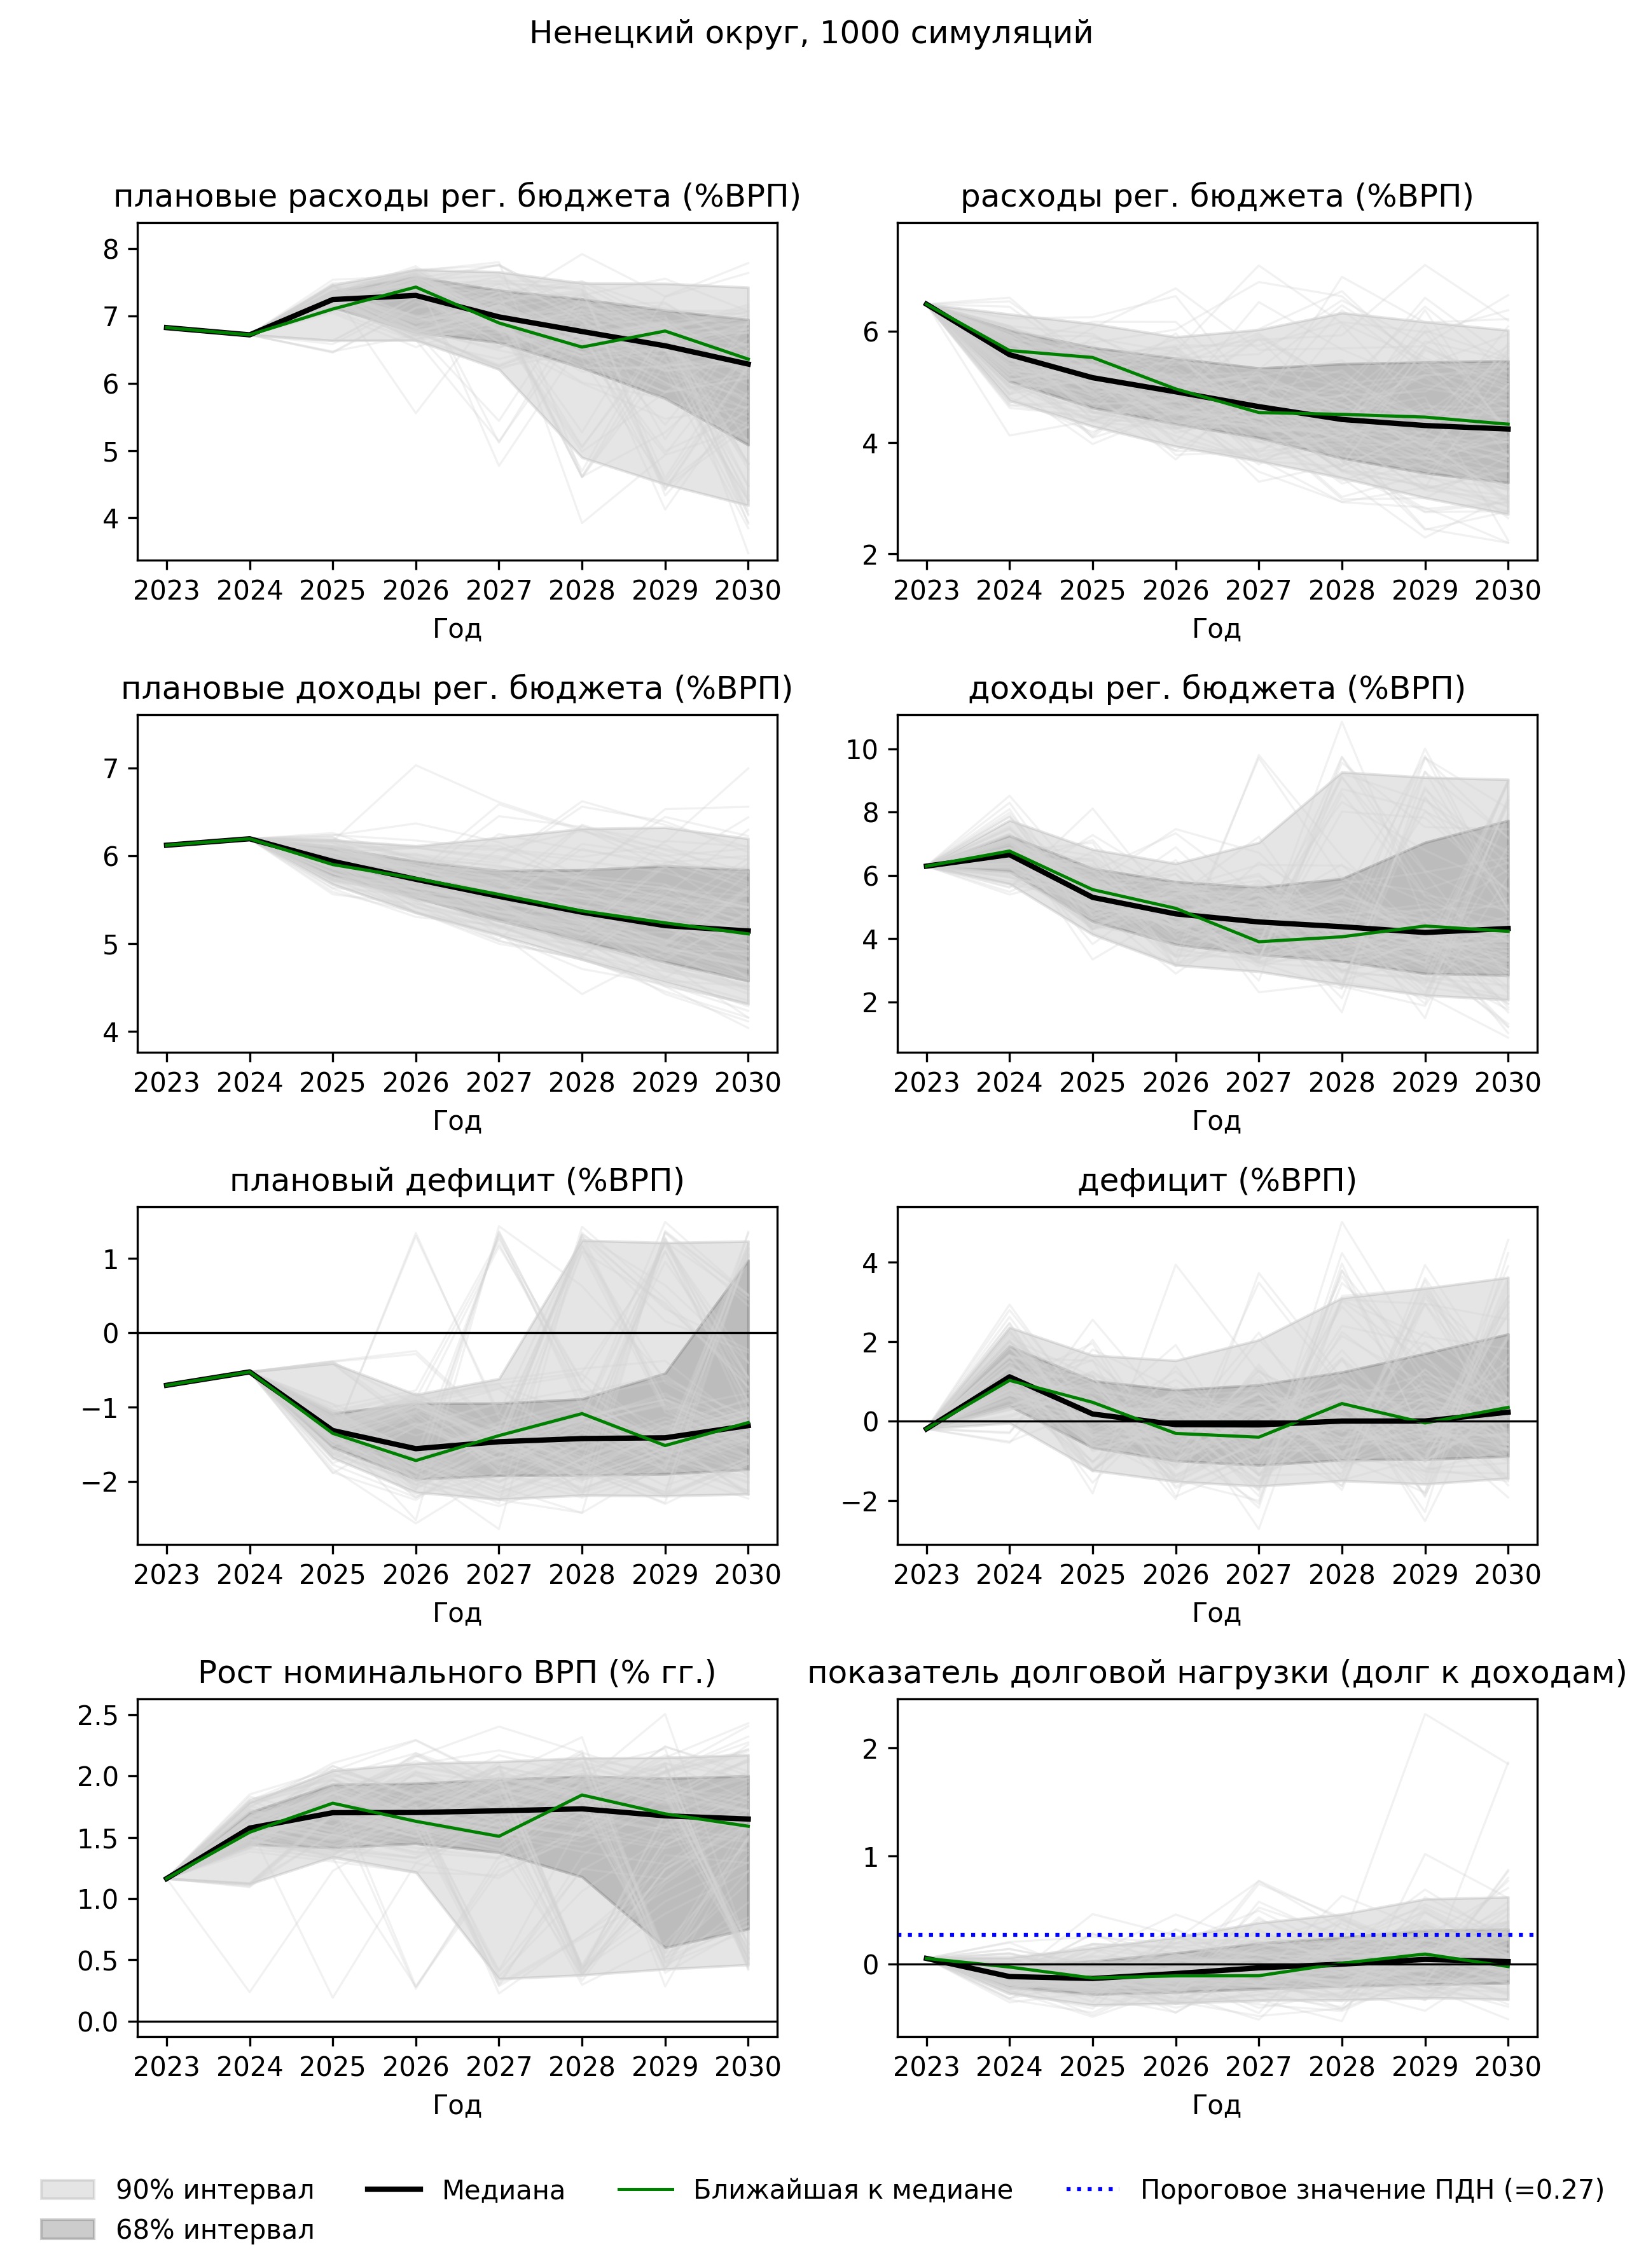 Ненецкий округ, 1000 симуляций
плановые расходы рег. бюджета (%ВРП)
8
7
6
5
4
2023 2024 2025 2026 2027 2028 2029 2030
Год
расходы рег. бюджета (%ВРП)
6
4
2
2023 2024 2025 2026 2027 2028 2029 2030
Год
плановые доходы рег. бюджета (%ВРП)
7
6
5
4
2023 2024 2025 2026 2027 2028 2029 2030
Год
доходы рег. бюджета (%ВРП)
10
8
6
4
2
2023 2024 2025 2026 2027 2028 2029 2030
Год
плановый дефицит (%ВРП)
1
0
−1
−2
2023 2024 2025 2026 2027 2028 2029 2030
Год
дефицит (%ВРП)
4
2
0
−2
2023 2024 2025 2026 2027 2028 2029 2030
Год
Рост номинального ВРП (% гг.)
2.5
2.0
1.5
1.0
0.5
0.0
2023 2024 2025 2026 2027 2028 2029 2030
Год
показатель долговой нагрузки (долг к доходам)
2
1
0
2023 2024 2025 2026 2027 2028 2029 2030
Год
90% интервал
68% интервал
Медиана
Ближайшая к медиане
Пороговое значение ПДН (=0.27)